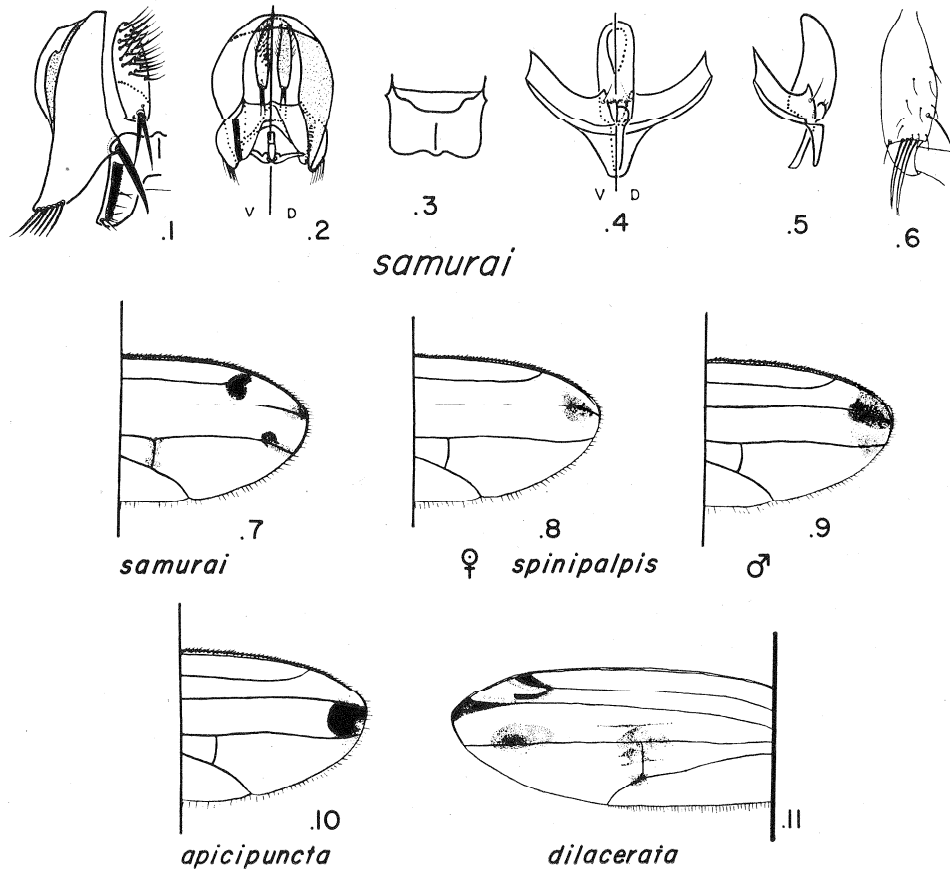 .1
V D
.2
.3
V D
.4
.5
.6
samurai
.7
.8
.9
samurai
♀ spinipalpis ♂
.10
.11
apicipuncta
dilacerata